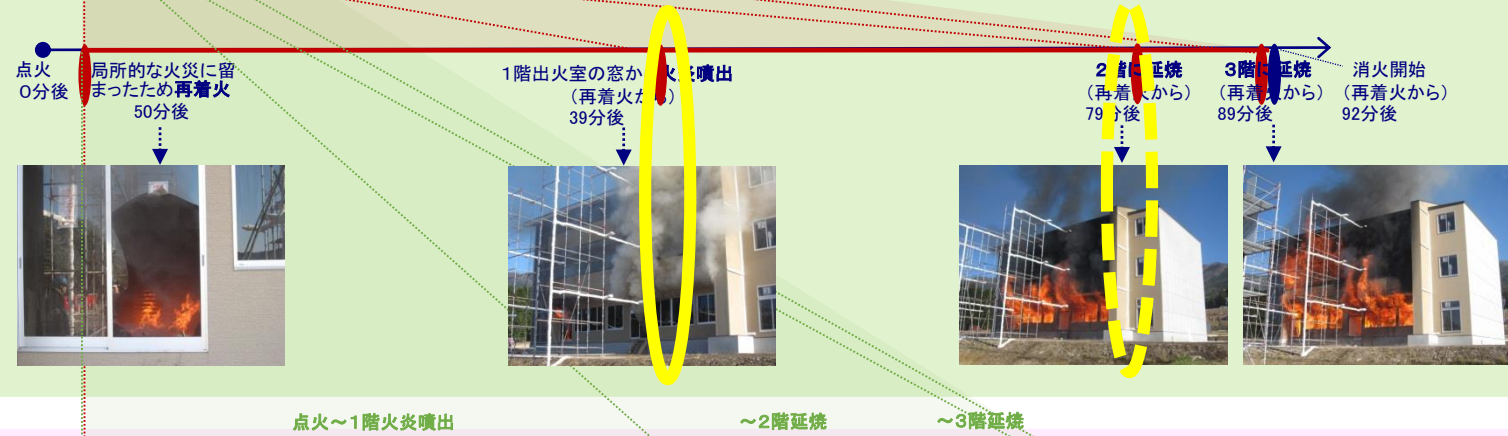 点火
0分後
局所的な火災に留
まったため再着火
50分後
1階出火室の窓から火炎噴出
(再着火から)
39分後
2階に延焼
(再着火から)
79分後
3階に延焼
(再着火から)
89分後
消火開始
(再着火から)
92分後
点火~1階火炎噴出
~2階延焼
~3階延焼